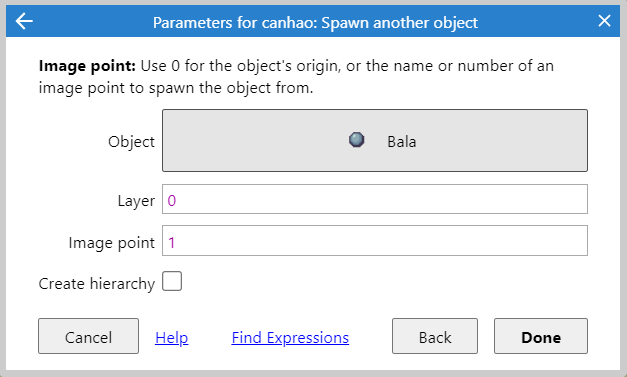 Parameters for canhao: Spawn another object
Image point: Use 0 for the object's origin, or the name or number of an
image point to spawn the object from.
Object Bala
Layer 0
Image point 1
Create hierarchy
Cancel Help Find Expressions Back Done